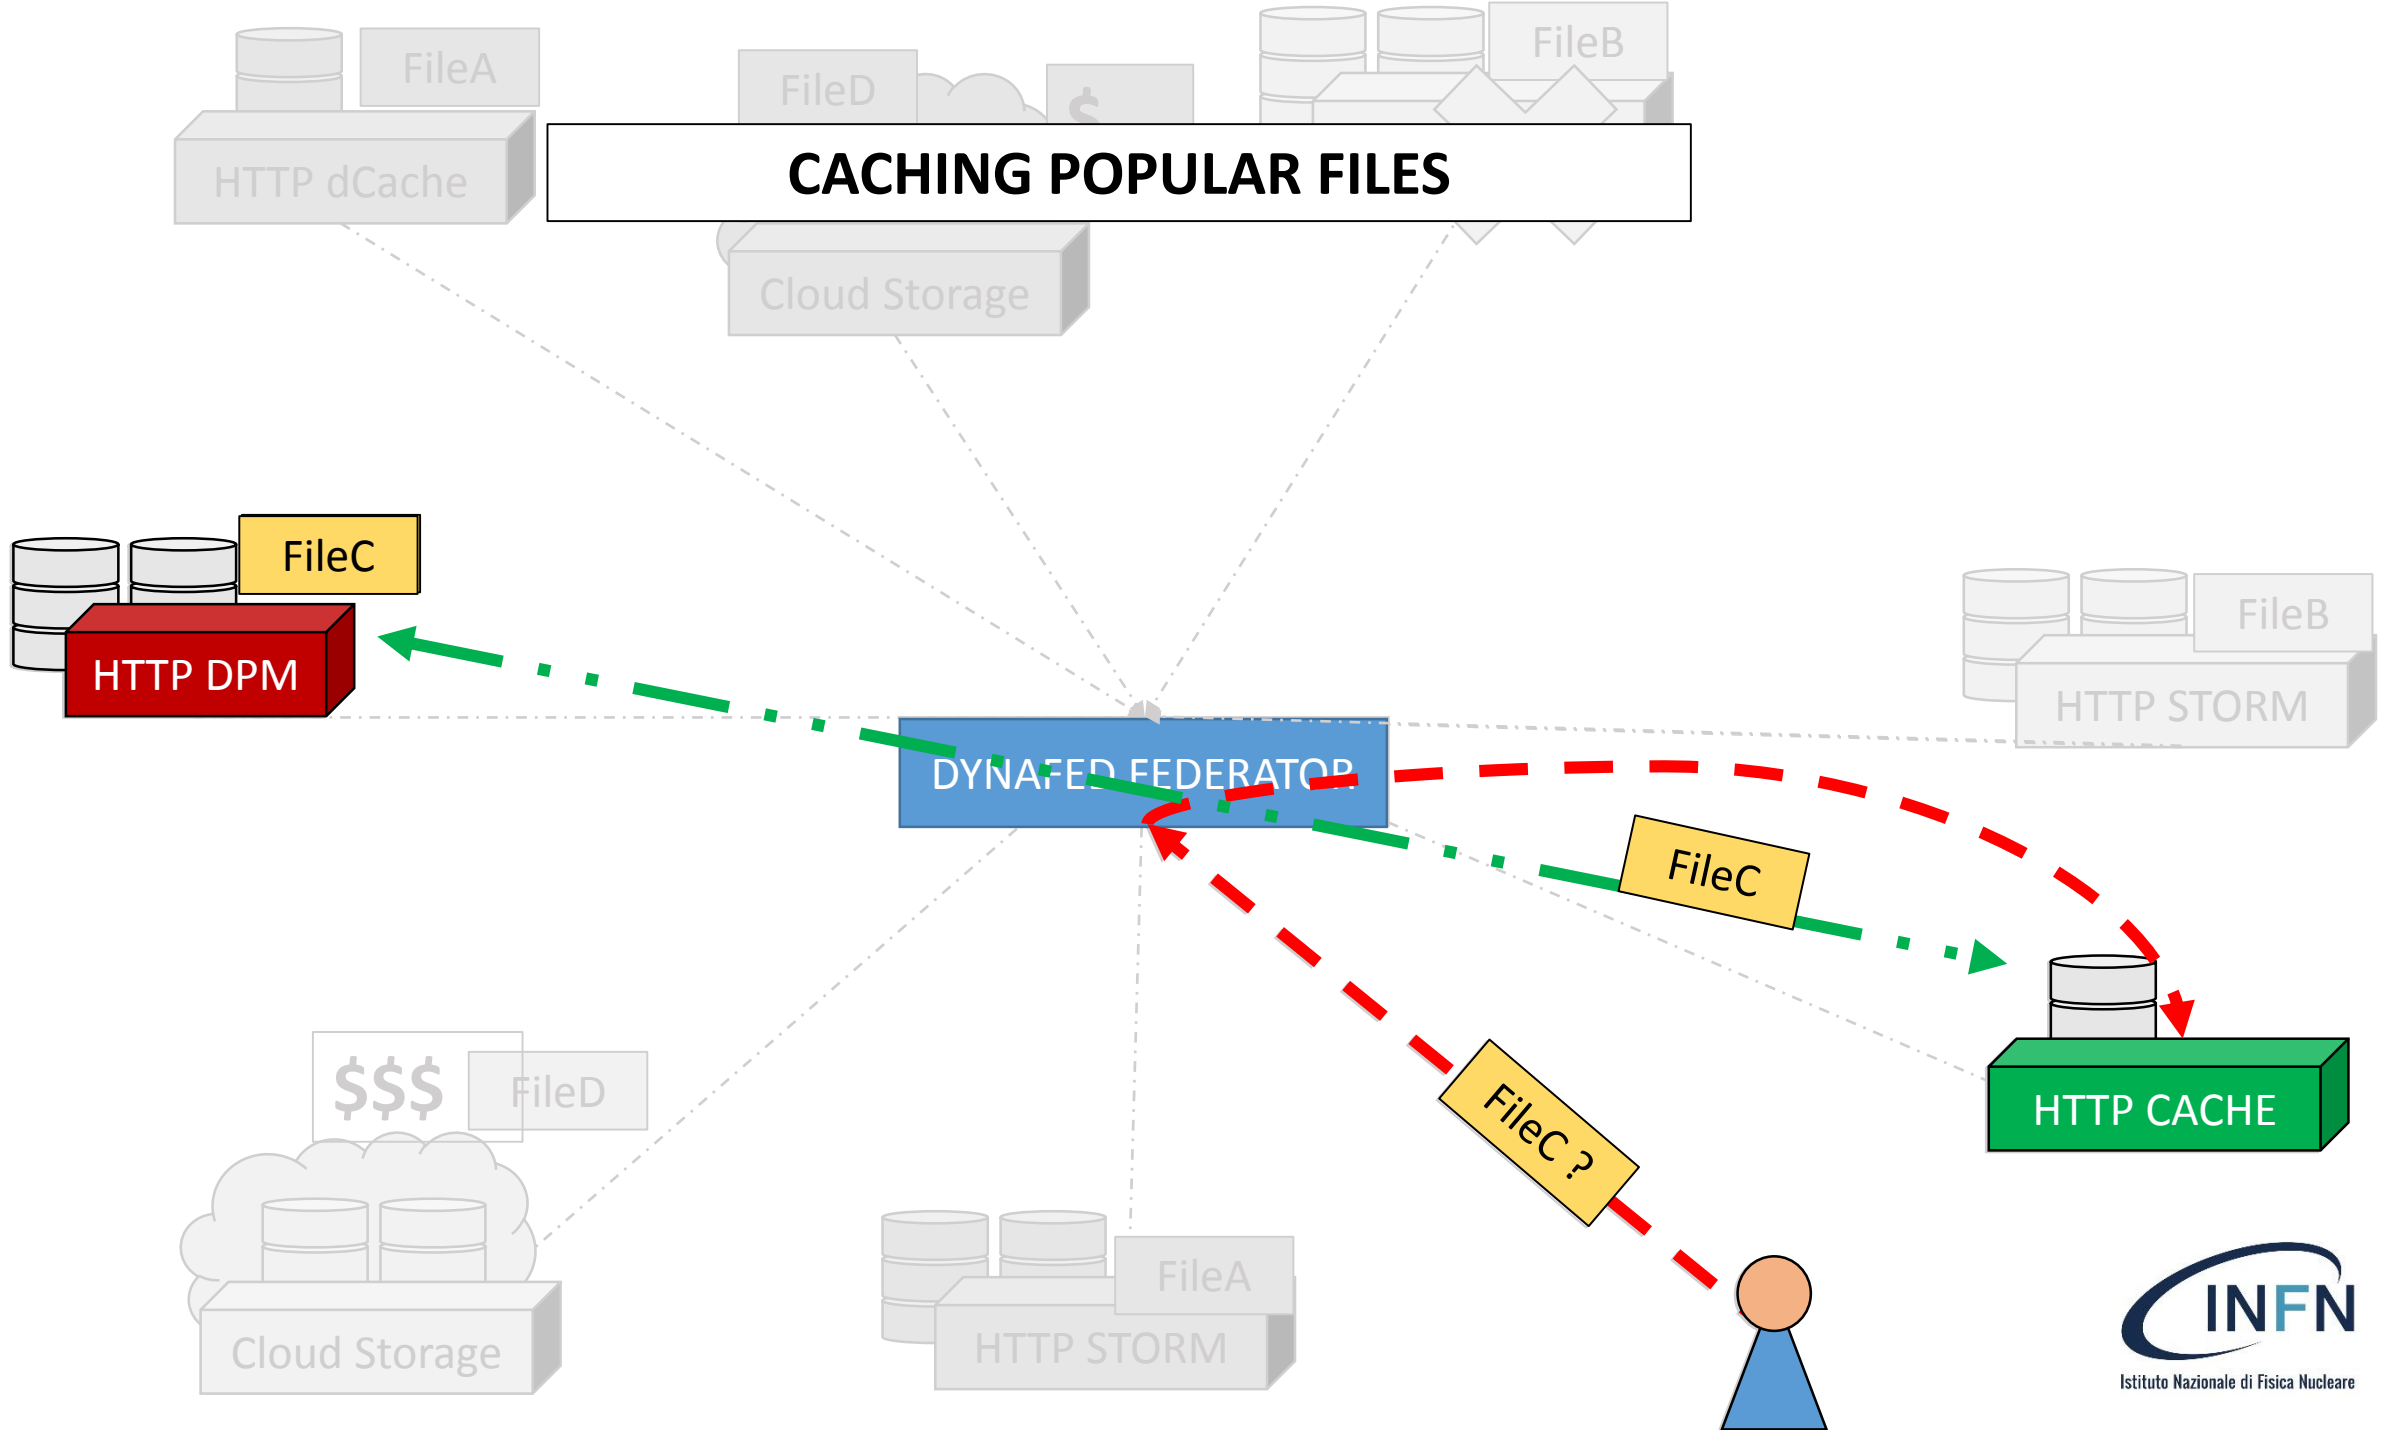 FileA
FileD
$
FileB
HTTP dCache
CACHING POPULAR FILES
Cloud Storage
FileC
HTTP DPM
FileB
HTTP STORM
DYNAFED FEDERATOR
FileC
$$$
FileD
FileC ?
HTTP CACHE
FileA
Cloud Storage
HTTP STORM
INFN
Istituto Nazionale di Fisica Nucleare